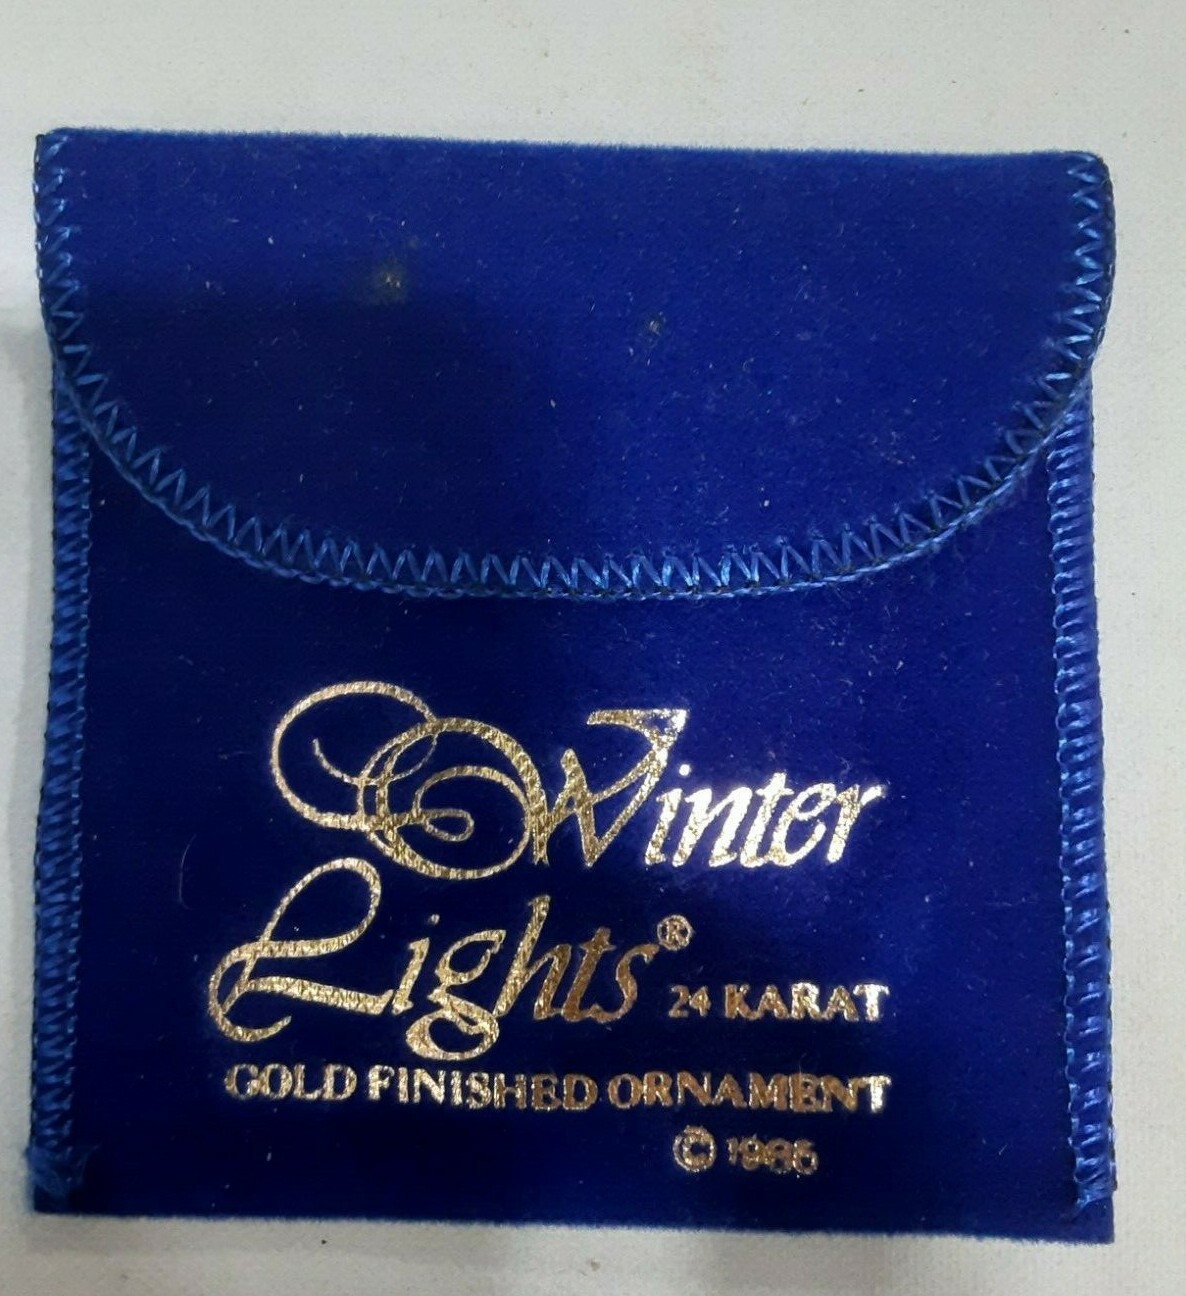 Winter
Lights® 24 KARAT
GOLD FINISHED ORNAMENT
©